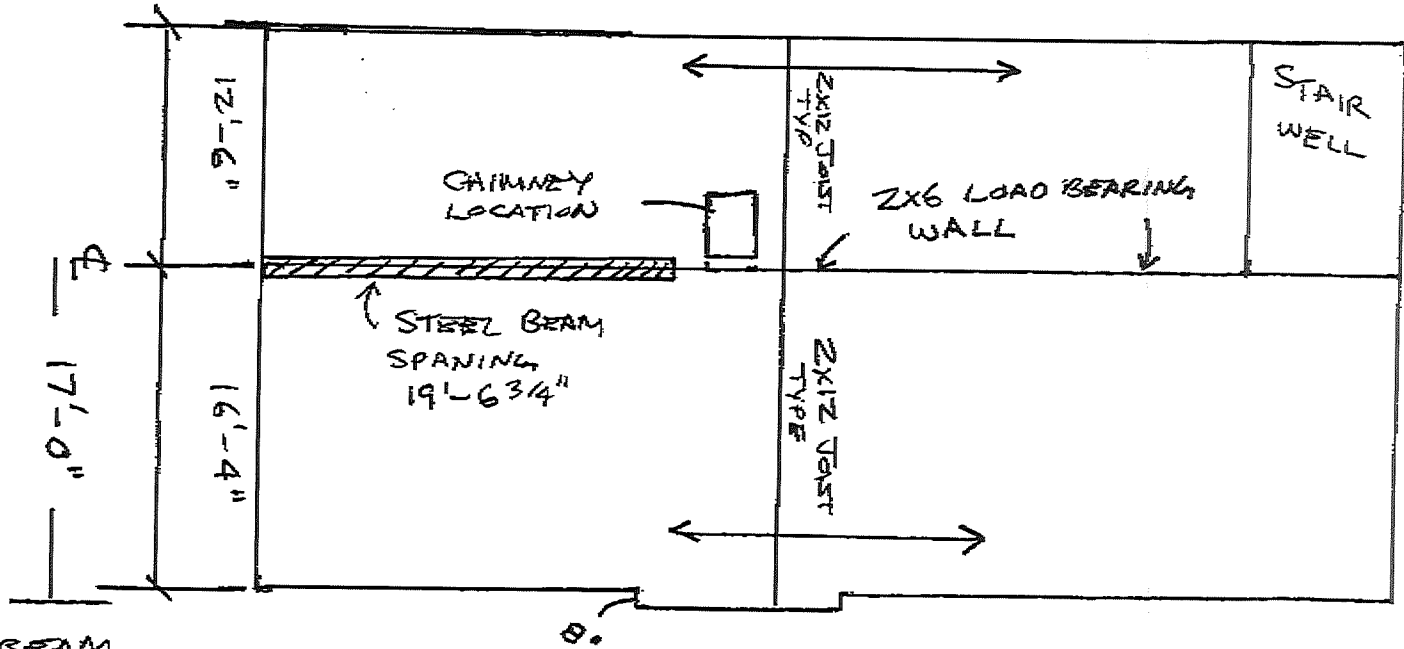 12'-6"
2X12 JOIST
TYP
STAIR
WELL
CHIMNEY
LOCATION
2X6 LOAD BEARING
WALL
℄
STEEL BEAM
SPANING
19'-6 3/4"
17'-0"
16'-4"
2X12 JOIST
TYPE
BEAM